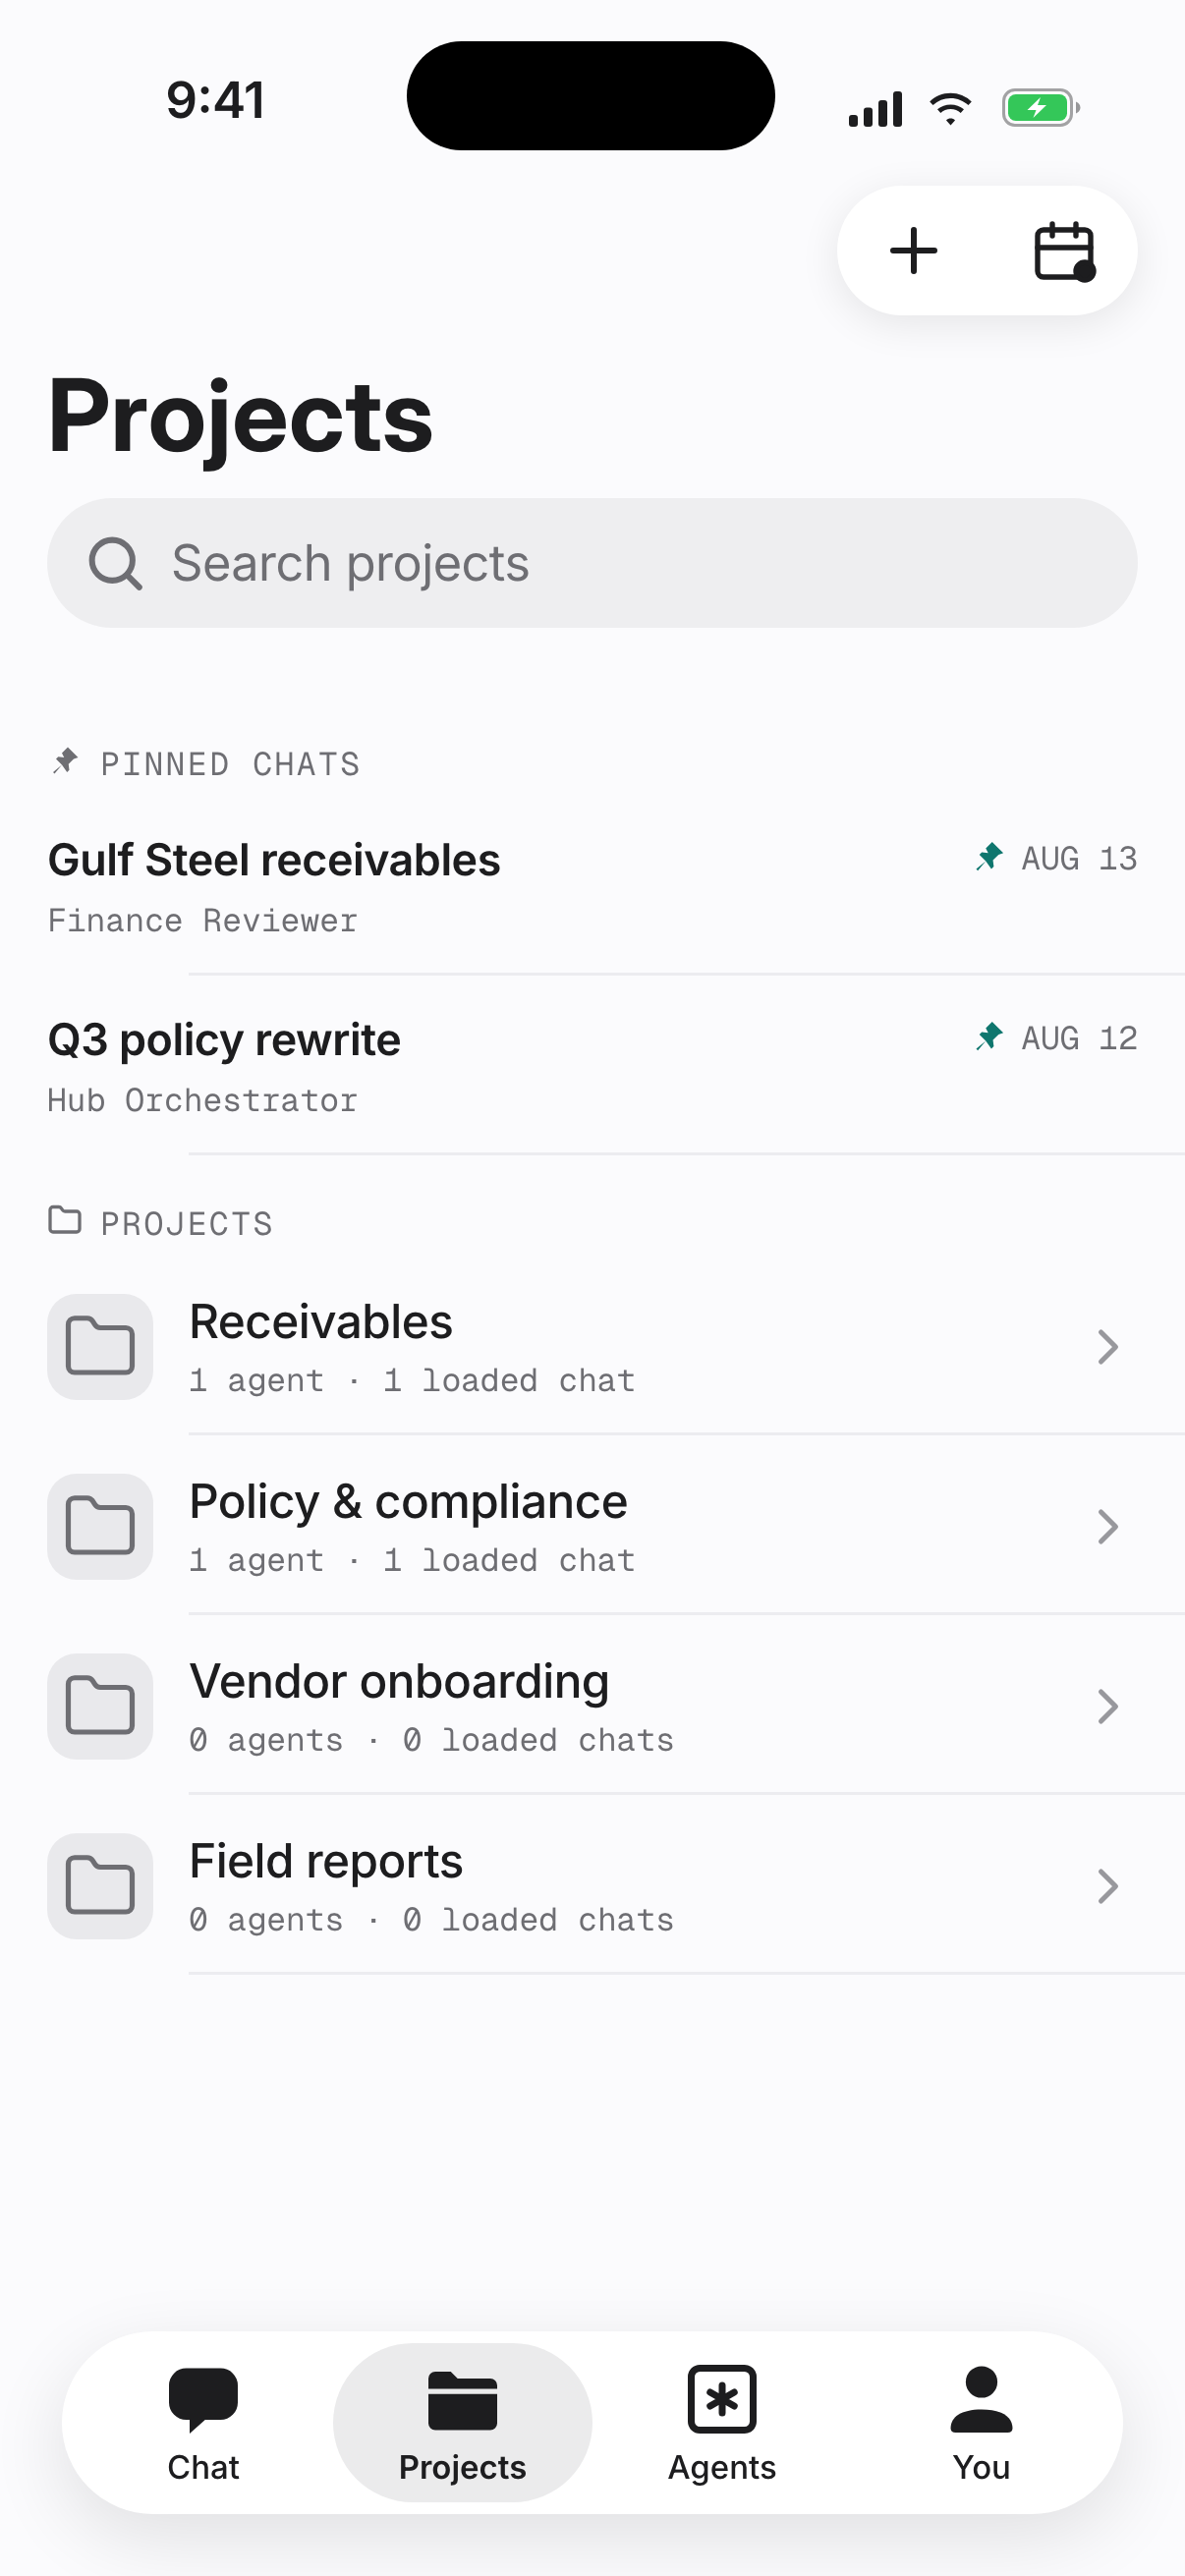 9:41
Projects
Search projects
PINNED CHATS
Gulf Steel receivables
AUG 13
Finance Reviewer
Q3 policy rewrite
AUG 12
Hub Orchestrator
PROJECTS
Receivables
1 agent · 1 loaded chat
Policy & compliance
1 agent · 1 loaded chat
Vendor onboarding
0 agents · 0 loaded chats
Field reports
0 agents · 0 loaded chats
Chat
Projects
Agents
You